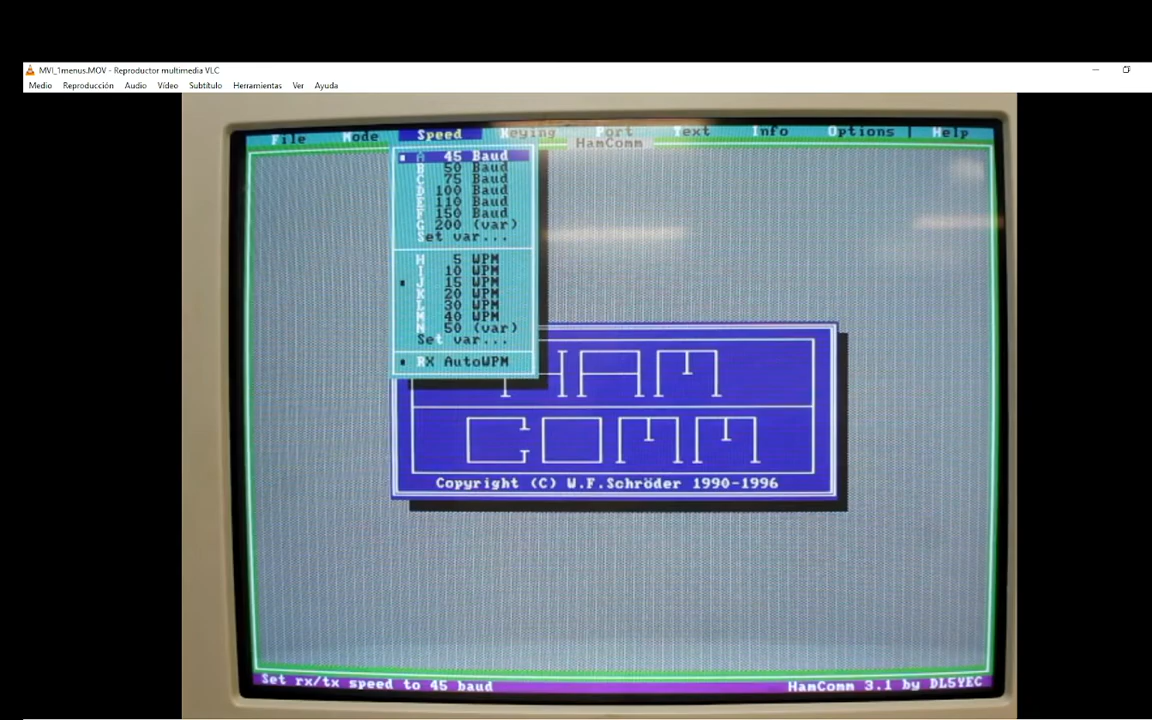 MVI_1menus.MOV - Reproductor multimedia VLC
Medio Reproducción Audio Vídeo Subtítulo Herramientas Ver Ayuda
File Mode Speed Keying Port Text Info Options | Help
HamComm
A 45 Baud
B 50 Baud
C 75 Baud
D 100 Baud
E 110 Baud
F 150 Baud
G 200 (var)
Set var...
H 5 WPM
I 10 WPM
J 15 WPM
K 20 WPM
L 30 WPM
M 40 WPM
N 50 (var)
Set var...
RX AutoWPM
HAM
COMM
Copyright (C) W.F.Schröder 1990-1996
Set rx/tx speed to 45 baud
HamComm 3.1 by DL5YEC